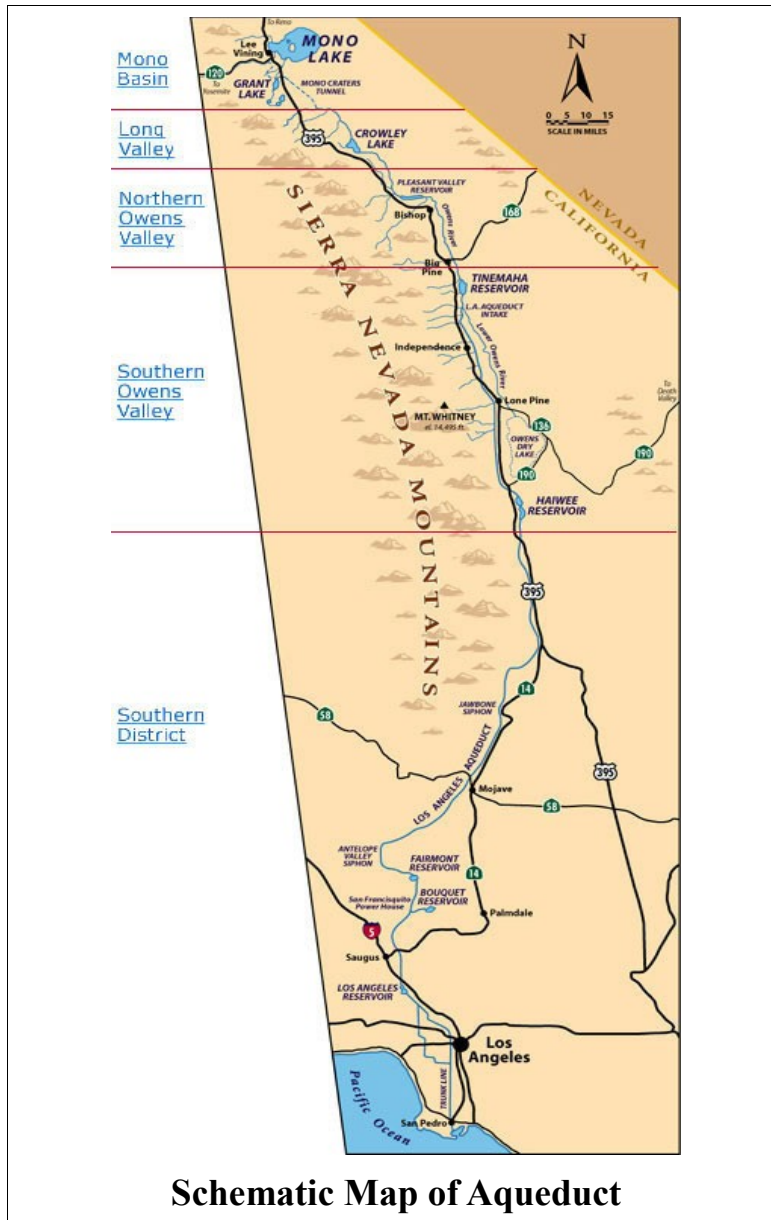 To Reno
Lee
Vining
MONO
LAKE
Mono
Basin
120
To
Yosemite
GRANT
LAKE
MONO CRATERS
TUNNEL
N
0 5 10 15
SCALE IN MILES
Long
Valley
395
CROWLEY
LAKE
NEVADA
CALIFORNIA
Northern
Owens
Valley
PLEASANT VALLEY
RESERVOIR
Bishop
Owens River
168
Big
Pine
SIERRA NEVADA MOUNTAINS
TINEMAHA
RESERVOIR
L.A. AQUEDUCT
INTAKE
Independence
Lower Owens River
Southern
Owens
Valley
Lone Pine
To
Death
Valley
MT. WHITNEY
el. 14,495 ft.
136
OWENS
DRY
LAKE
190
190
HAIWEE
RESERVOIR
395
14
JAWBONE
SIPHON
Southern
District
58
LOS ANGELES AQUEDUCT
395
Mojave
58
ANTELOPE
VALLEY
SIPHON
FAIRMONT
RESERVOIR
14
San Francisquito
Power House
BOUQUET
RESERVOIR
Palmdale
5
Saugus
LOS ANGELES
RESERVOIR
Los
Angeles
TRUNK LINE
Pacific Ocean
San Pedro
Schematic Map of Aqueduct